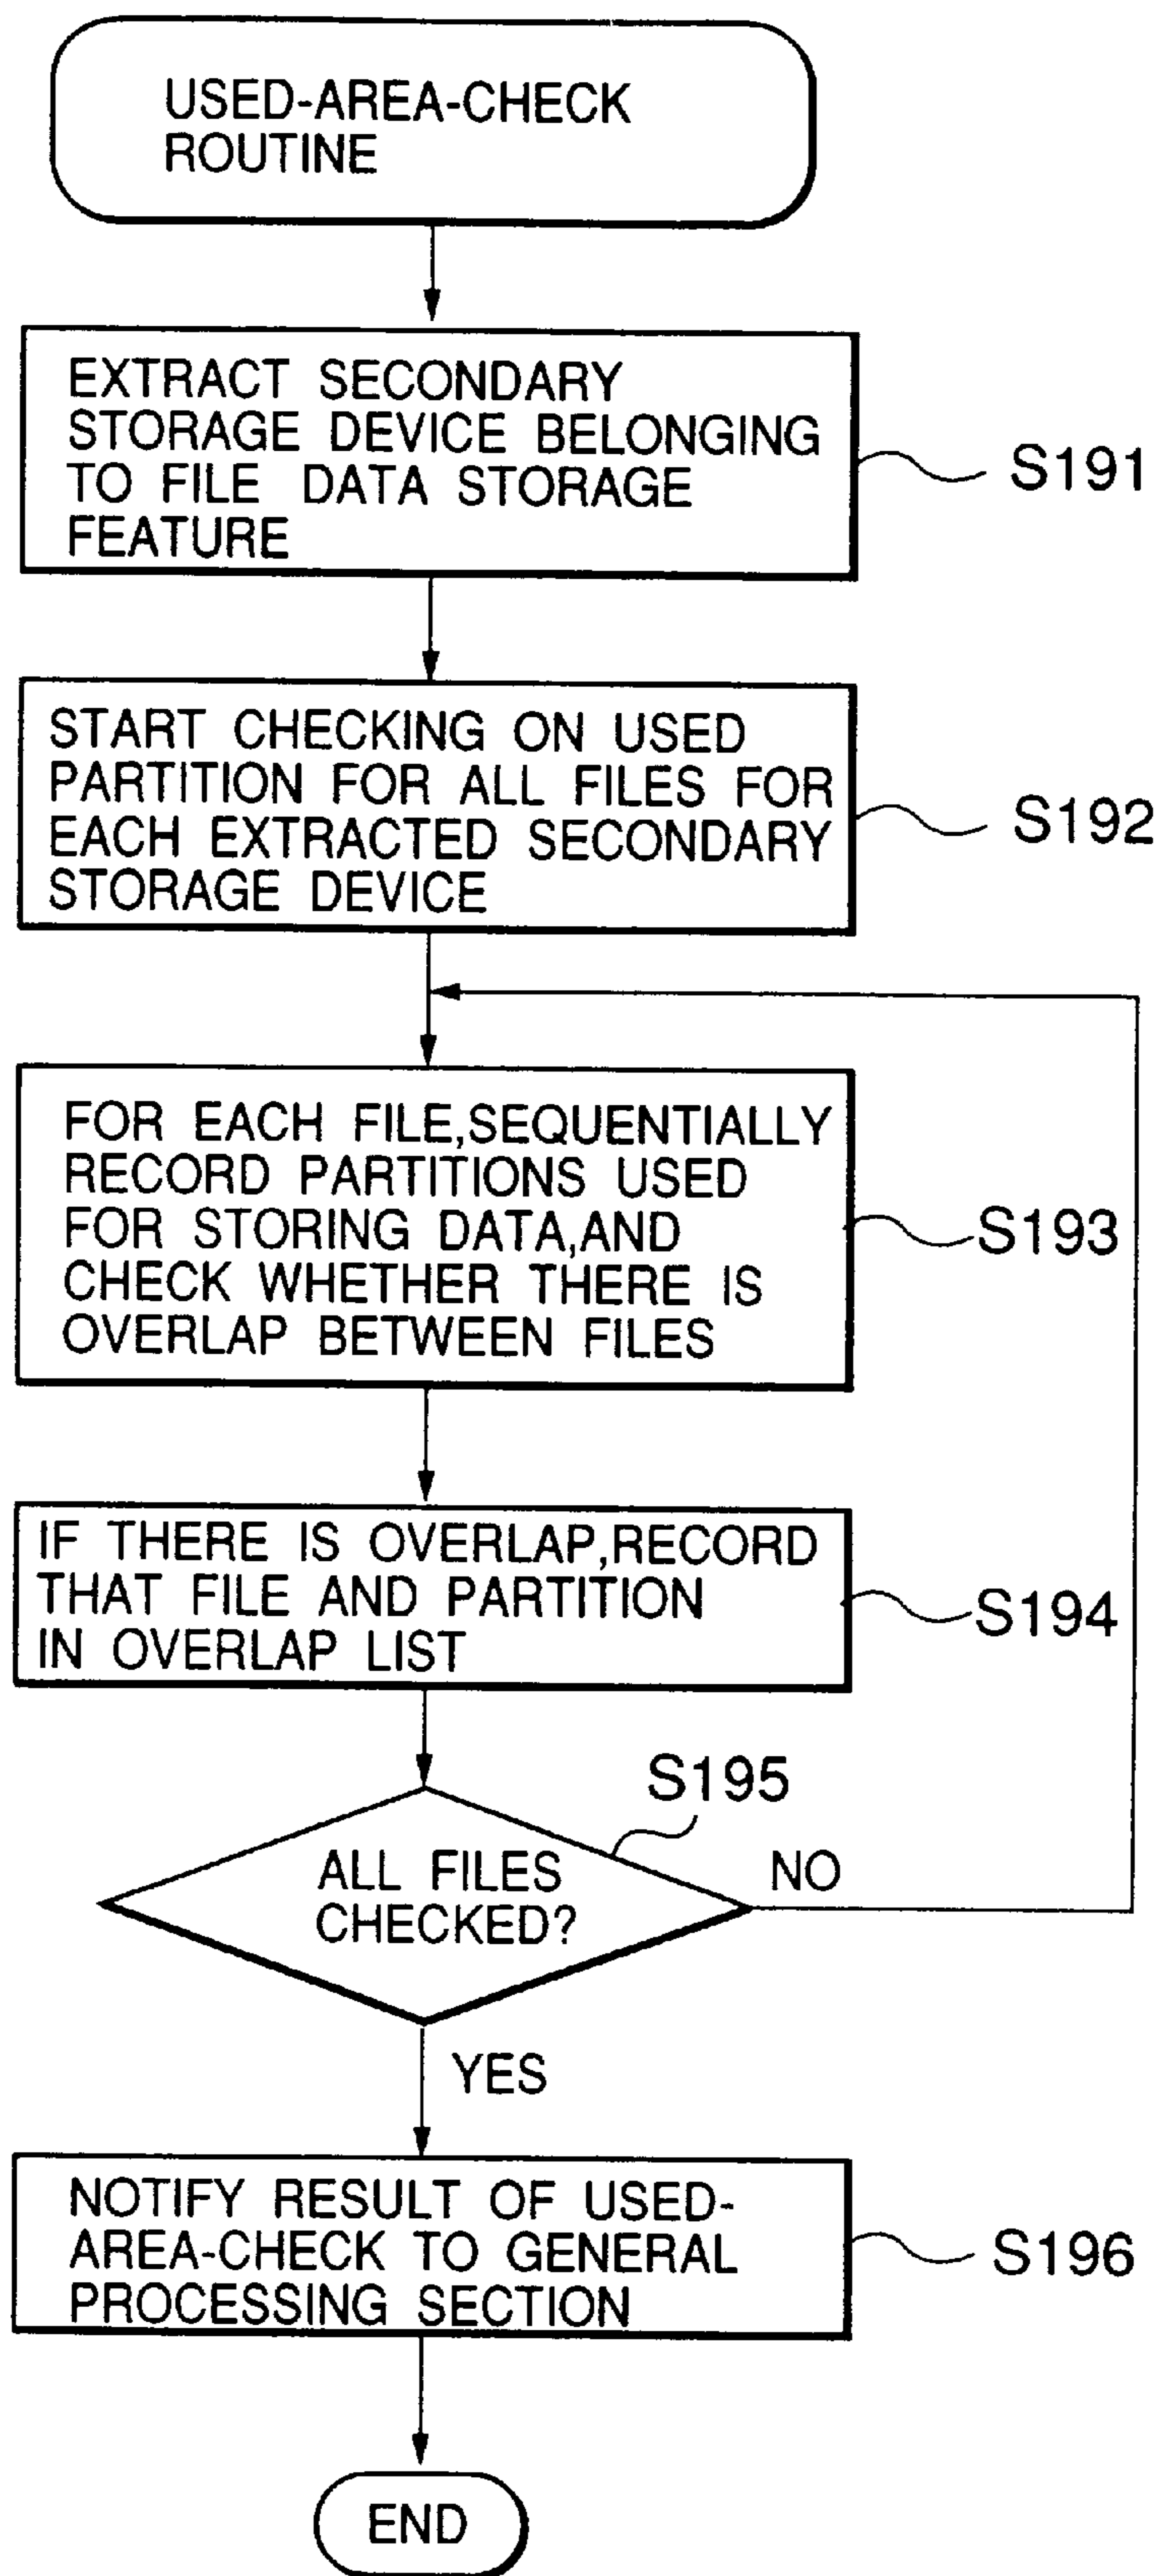 USED-AREA-CHECK
ROUTINE
EXTRACT SECONDARY
STORAGE DEVICE BELONGING
TO FILE DATA STORAGE
FEATURE
S191
START CHECKING ON USED
PARTITION FOR ALL FILES FOR
EACH EXTRACTED SECONDARY
STORAGE DEVICE
S192
FOR EACH FILE,SEQUENTIALLY
RECORD PARTITIONS USED
FOR STORING DATA,AND
CHECK WHETHER THERE IS
OVERLAP BETWEEN FILES
S193
IF THERE IS OVERLAP,RECORD
THAT FILE AND PARTITION
IN OVERLAP LIST
S194
S195
ALL FILES
CHECKED?
NO
YES
NOTIFY RESULT OF USED-
AREA-CHECK TO GENERAL
PROCESSING SECTION
S196
END